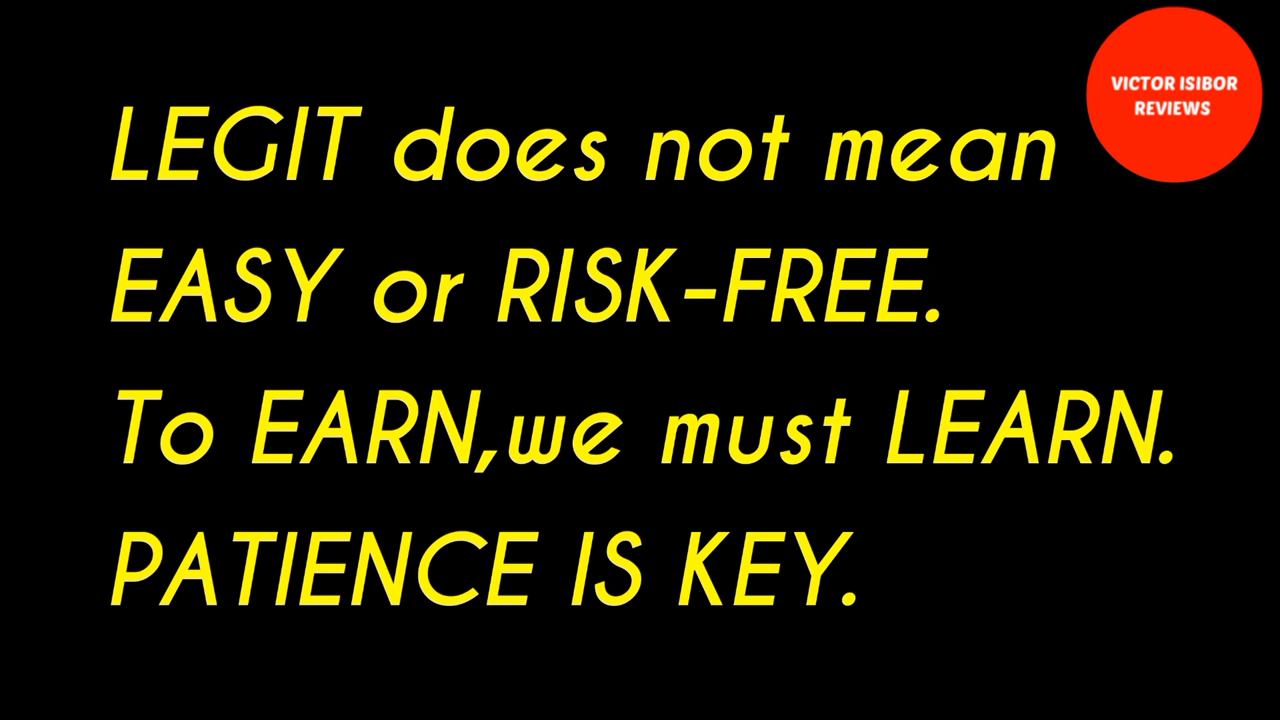 VICTOR ISIBOR
REVIEWS
LEGIT does not mean
EASY or RISK-FREE.
To EARN,we must LEARN.
PATIENCE IS KEY.